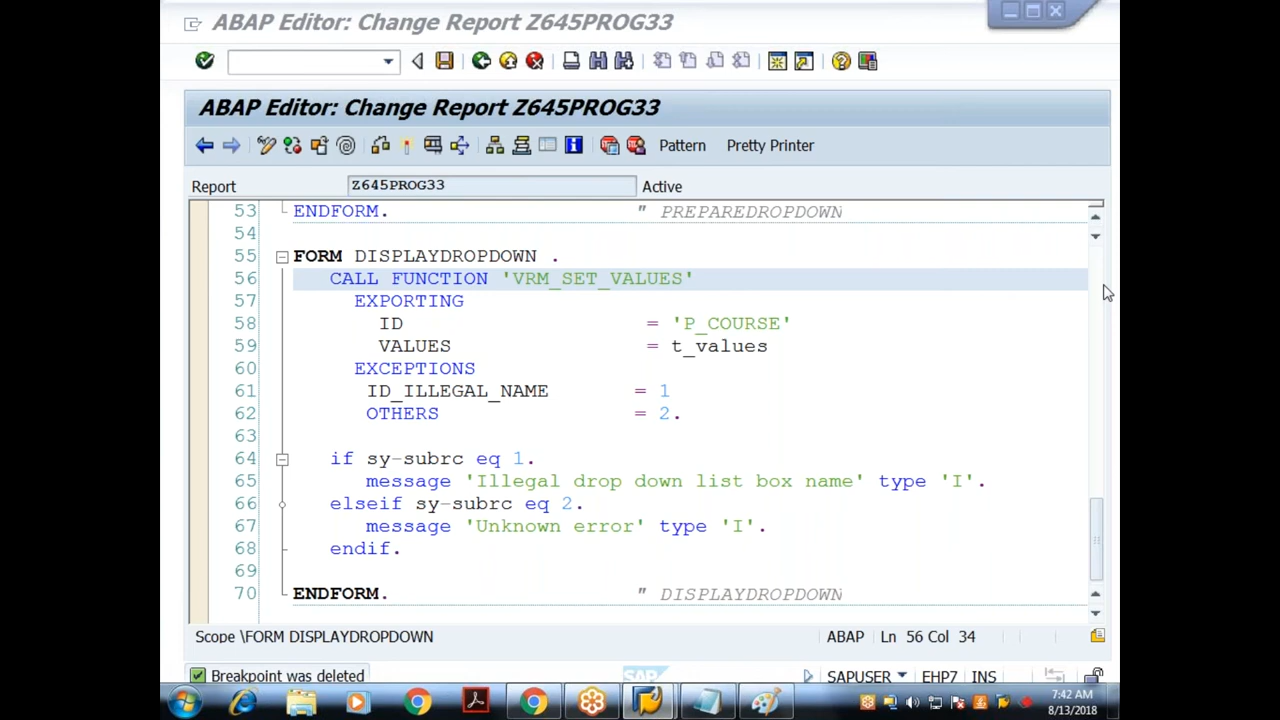 ABAP Editor: Change Report Z645PROG33
ABAP Editor: Change Report Z645PROG33
Pattern Pretty Printer
Report Z645PROG33 Active
53 ENDFORM. " PREPAREDROPDOWN
54
55 FORM DISPLAYDROPDOWN .
56 CALL FUNCTION 'VRM_SET_VALUES'
57 EXPORTING
58 ID = 'P_COURSE'
59 VALUES = t_values
60 EXCEPTIONS
61 ID_ILLEGAL_NAME = 1
62 OTHERS = 2.
63
64 if sy-subrc eq 1.
65 message 'Illegal drop down list box name' type 'I'.
66 elseif sy-subrc eq 2.
67 message 'Unknown error' type 'I'.
68 endif.
69
70 ENDFORM. " DISPLAYDROPDOWN
Scope \FORM DISPLAYDROPDOWN ABAP Ln 56 Col 34
Breakpoint was deleted SAP SAPUSER EHP7 INS
7:42 AM
8/13/2018